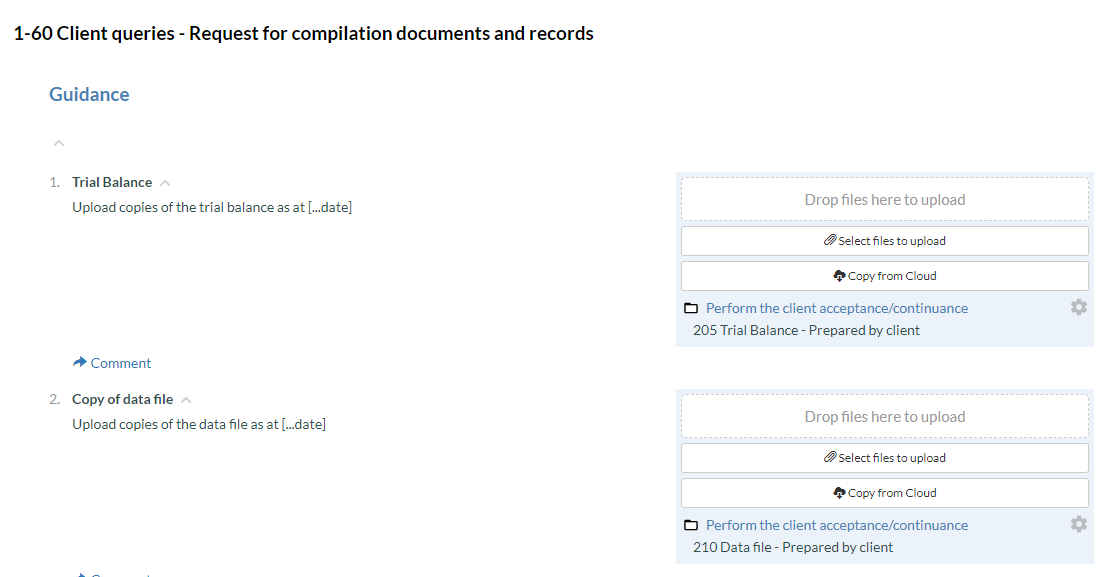 1-60 Client queries - Request for compilation documents and records
Guidance
1. Trial Balance
Upload copies of the trial balance as at [...date]
Drop files here to upload
Select files to upload
Copy from Cloud
Perform the client acceptance/continuance
205 Trial Balance - Prepared by client
Comment
2. Copy of data file
Upload copies of the data file as at [...date]
Drop files here to upload
Select files to upload
Copy from Cloud
Perform the client acceptance/continuance
210 Data file - Prepared by client